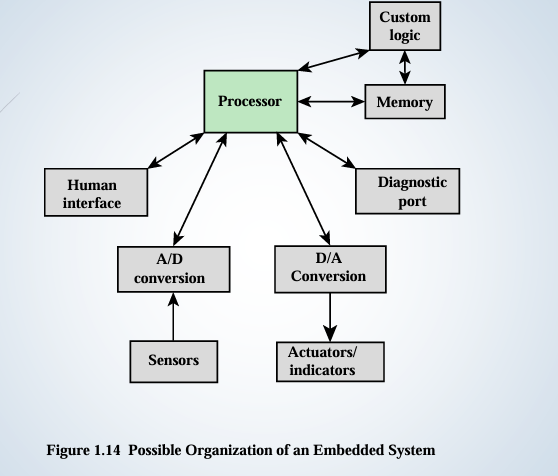 Custom
logic
Processor
Memory
Human
interface
Diagnostic
port
A/D
conversion
D/A
Conversion
Sensors
Actuators/
indicators
Figure 1.14 Possible Organization of an Embedded System